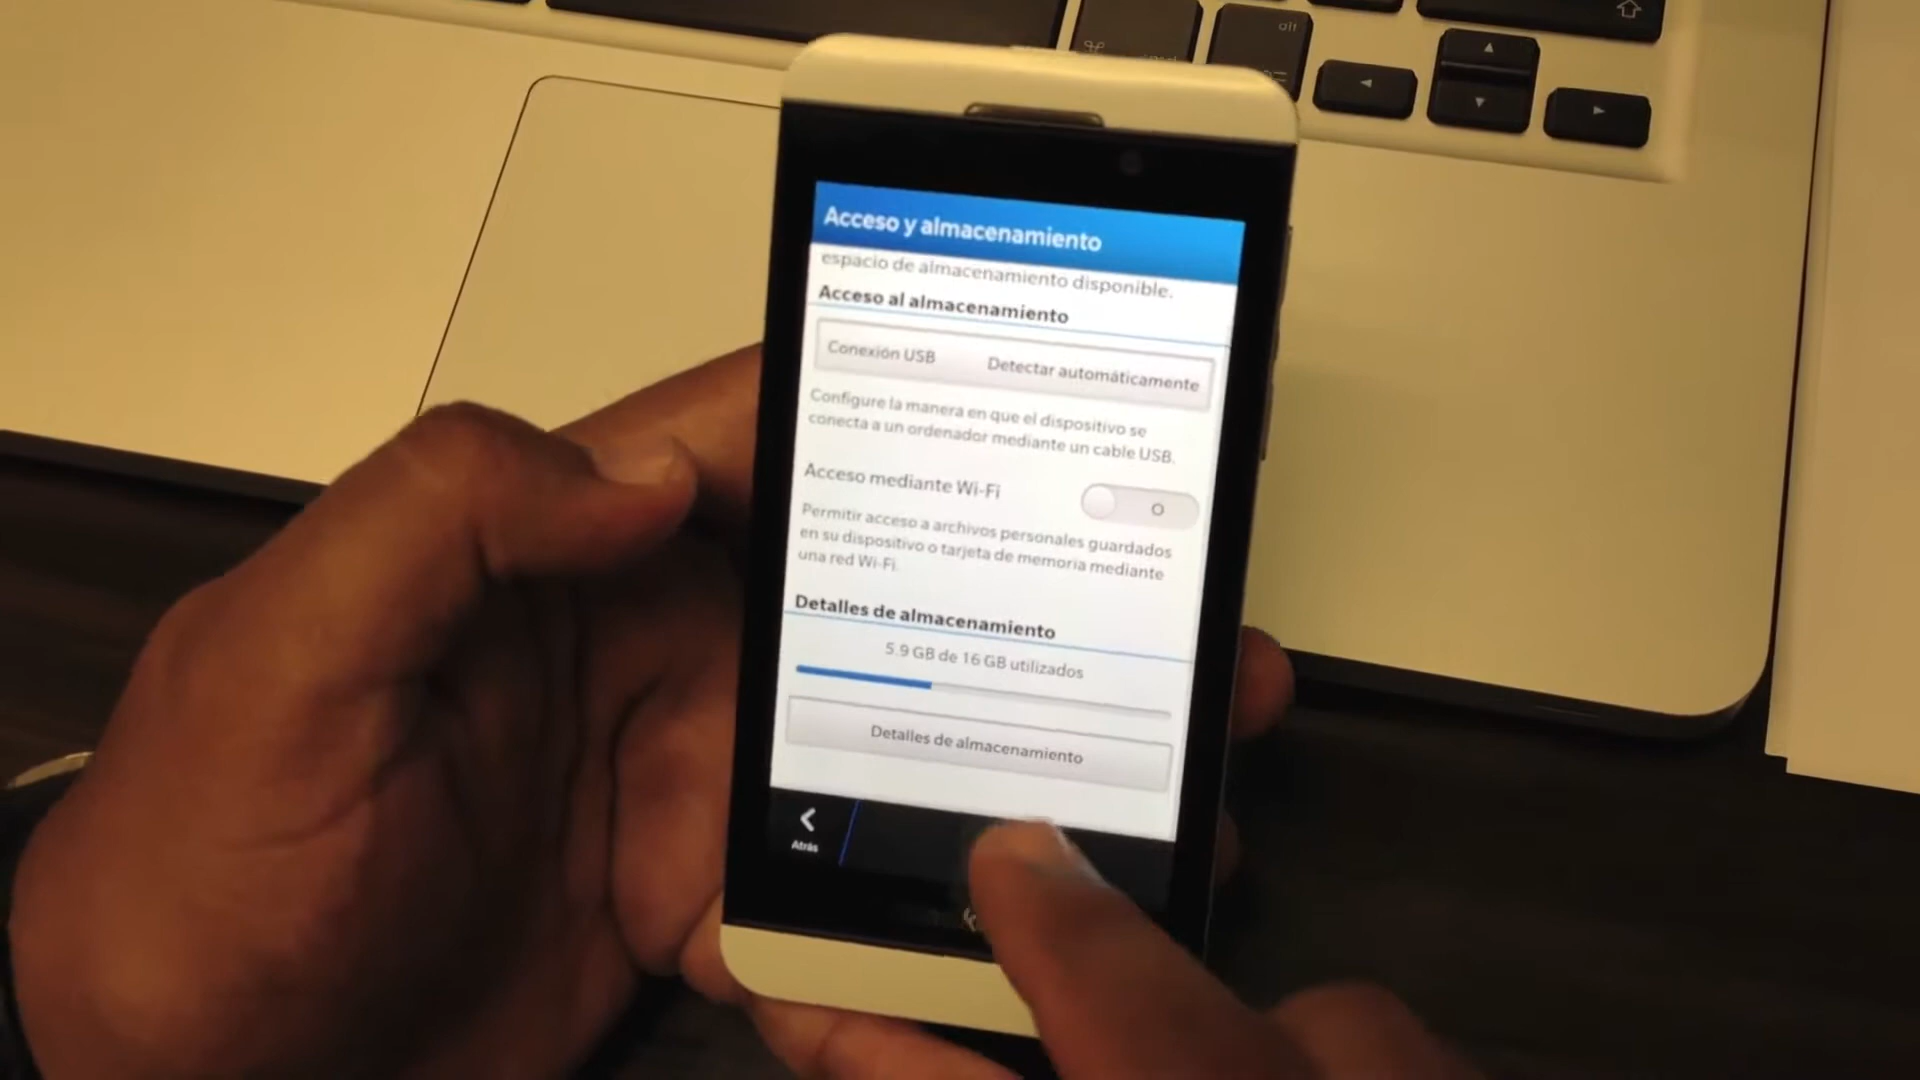 alt
Acceso y almacenamiento
espacio de almacenamiento disponible.
Acceso al almacenamiento
Conexión USB Detectar automáticamente
Configure la manera en que el dispositivo se
conecta a un ordenador mediante un cable USB.
Acceso mediante Wi-Fi
Permitir acceso a archivos personales guardados
en su dispositivo o tarjeta de memoria mediante
una red Wi-Fi.
Detalles de almacenamiento
5.9 GB de 16 GB utilizados
Detalles de almacenamiento
Atrás